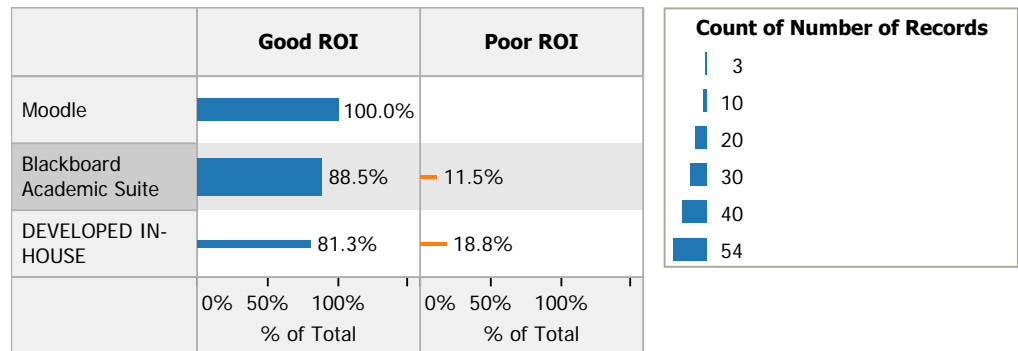 Good ROI Poor ROI
Moodle 100.0%
Blackboard
Academic Suite 88.5% 11.5%
DEVELOPED IN-
HOUSE 81.3% 18.8%
0% 50% 100% 0% 50% 100%
% of Total % of Total
Count of Number of Records
3
10
20
30
40
54